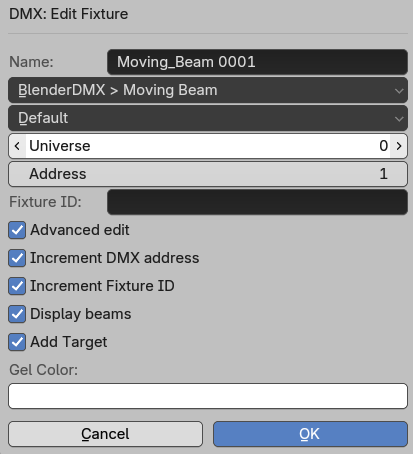 DMX: Edit Fixture
Name: Moving_Beam 0001
BlenderDMX > Moving Beam
Default
Universe 0
Address 1
Fixture ID:
Advanced edit
Increment DMX address
Increment Fixture ID
Display beams
Add Target
Gel Color:
Cancel OK